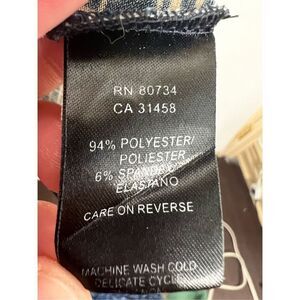 RN 80734
CA 31458
94% POLYESTER/
POLIESTER
6% SPANDEX/
ELASTANO
CARE ON REVERSE
MACHINE WASH COLD
DELICATE CYCLE